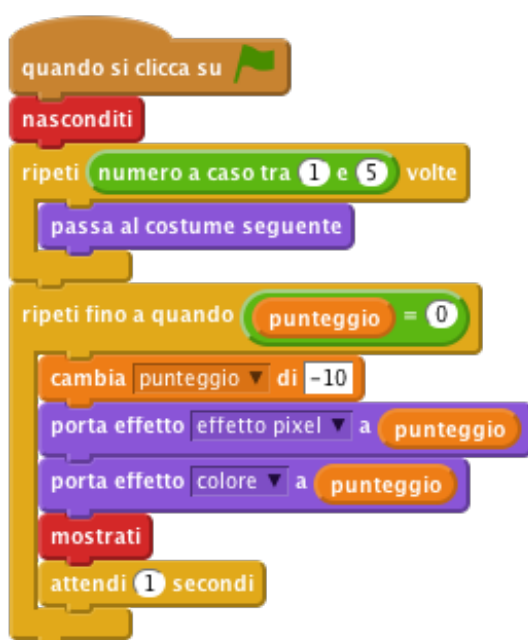 quando si clicca su
nasconditi
ripeti numero a caso tra 1 e 5 volte
passa al costume seguente
ripeti fino a quando punteggio = 0
cambia punteggio di -10
porta effetto effetto pixel a punteggio
porta effetto colore a punteggio
mostrati
attendi 1 secondi